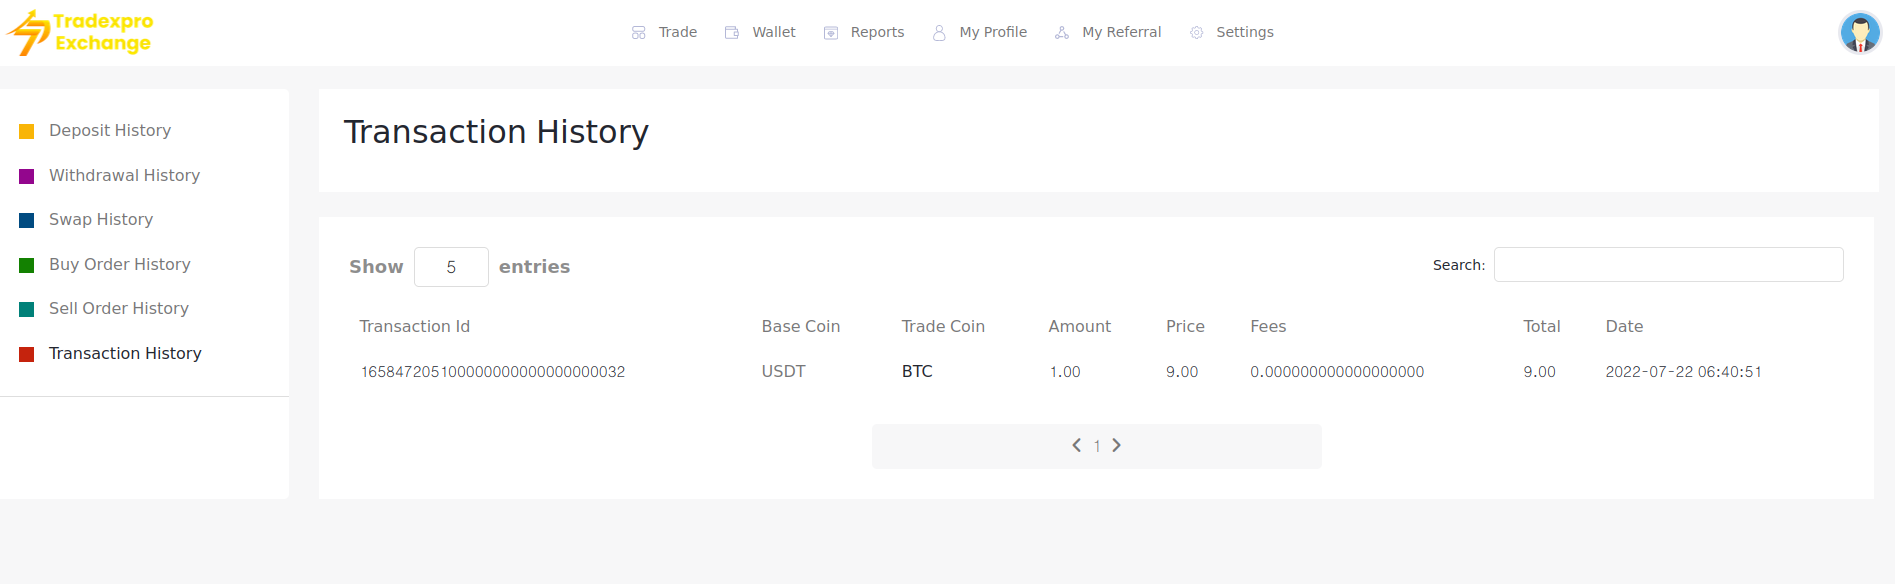 Tradexpro
Exchange
Trade Wallet Reports My Profile My Referral Settings
Deposit History
Withdrawal History
Swap History
Buy Order History
Sell Order History
Transaction History
Transaction History
Show 5 entries
Search:
Transaction Id Base Coin Trade Coin Amount Price Fees Total Date
1658472051000000000000000000032 USDT BTC 1.00 9.00 0.000000000000000000 9.00 2022-07-22 06:40:51
1